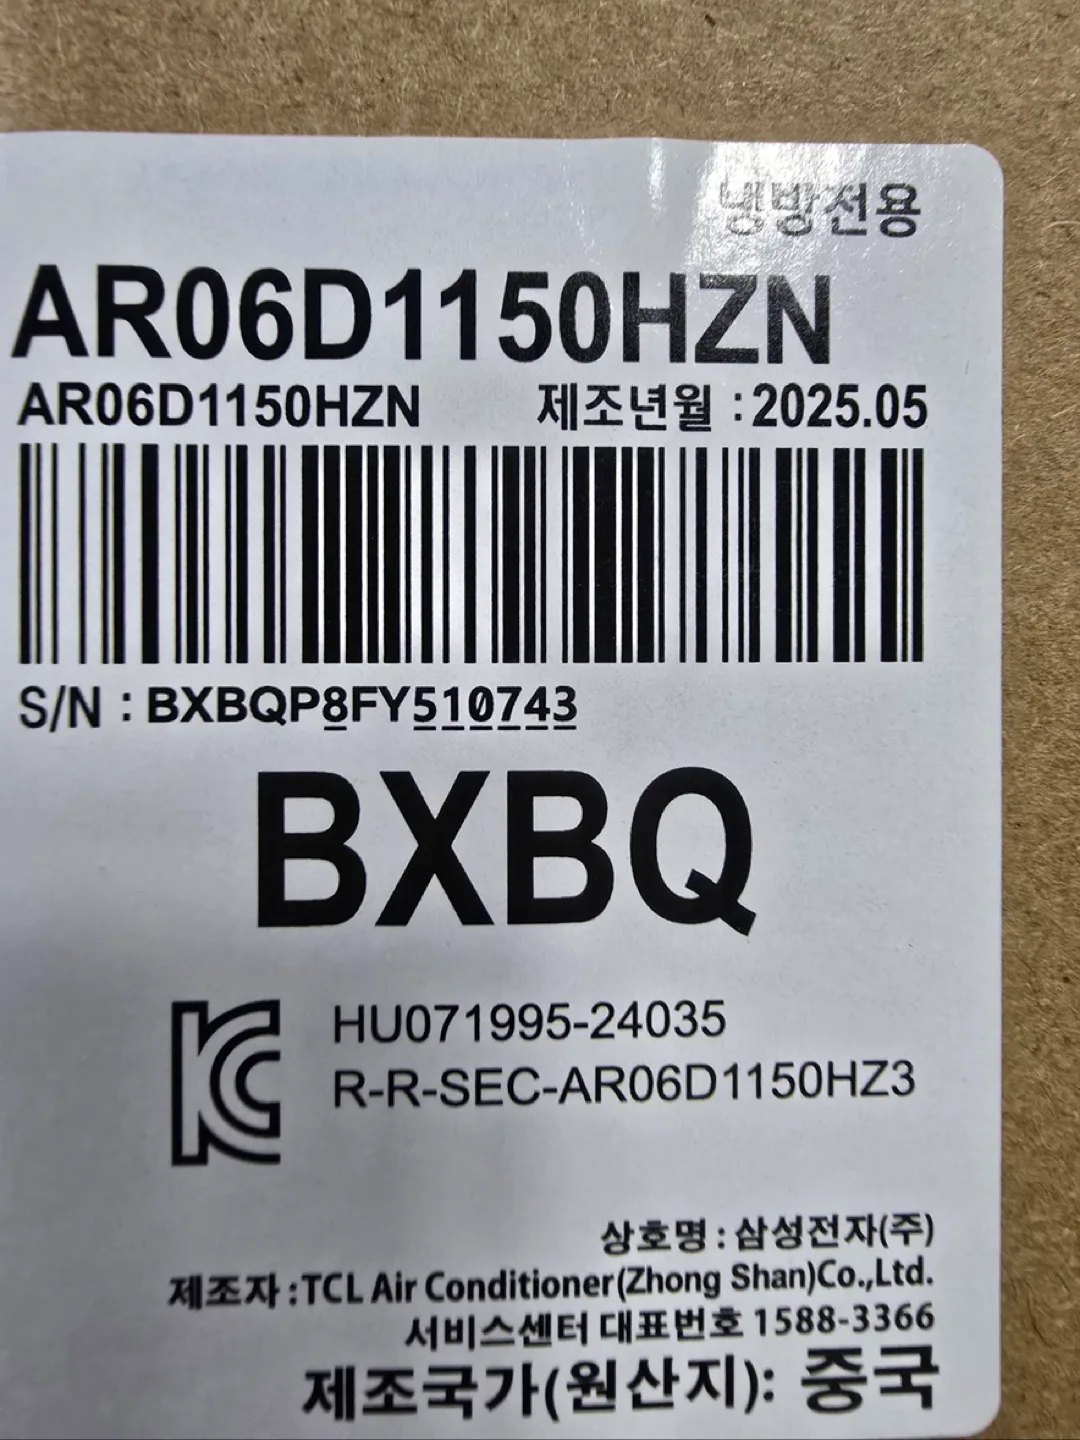 냉방전용
AR06D1150HZN
AR06D1150HZN 제조년월 : 2025.05
S/N : BXBQP8FY510743
BXBQ
HU071995-24035
R-R-SEC-AR06D1150HZ3
상호명 : 삼성전자(주)
제조자 : TCL Air Conditioner(Zhong Shan)Co.,Ltd.
서비스센터 대표번호 1588-3366
제조국가(원산지): 중국